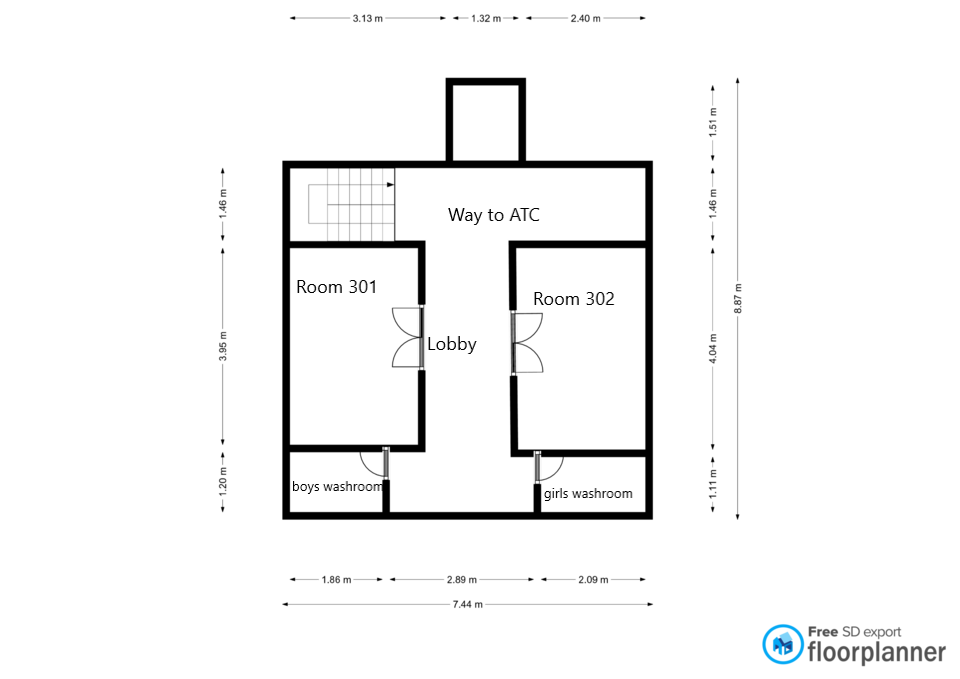 3.13 m 1.32 m 2.40 m
1.51 m
8.87 m
1.46 m
1.46 m
Way to ATC
Room 301
Room 302
Lobby
3.95 m
4.04 m
boys washroom
girls washroom
1.20 m
1.11 m
1.86 m 2.89 m 2.09 m
7.44 m
Free SD export
floorplanner